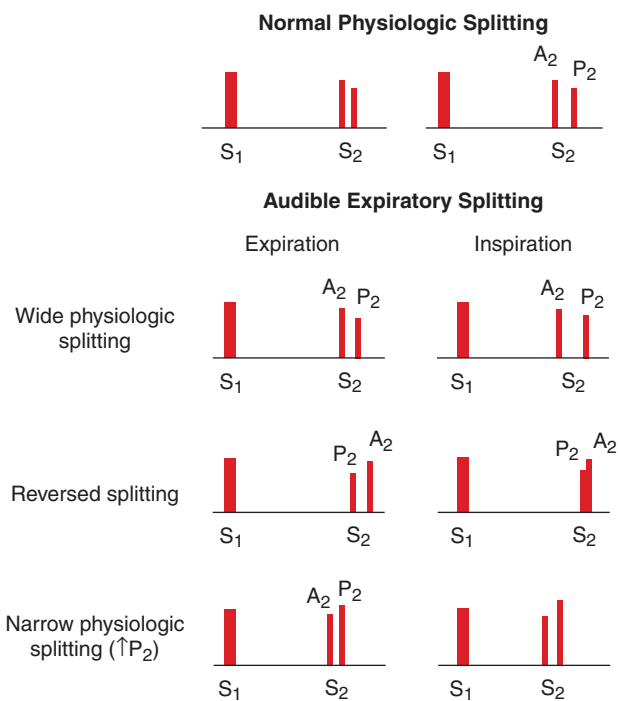 Normal Physiologic Splitting
A2
P2
S1 S2 S1 S2
Audible Expiratory Splitting
Expiration Inspiration
Wide physiologic
splitting
A2 P2 A2 P2
S1 S2 S1 S2
Reversed splitting
P2 A2 P2 A2
S1 S2 S1 S2
Narrow physiologic
splitting (↑P2)
A2 P2
S1 S2 S1 S2